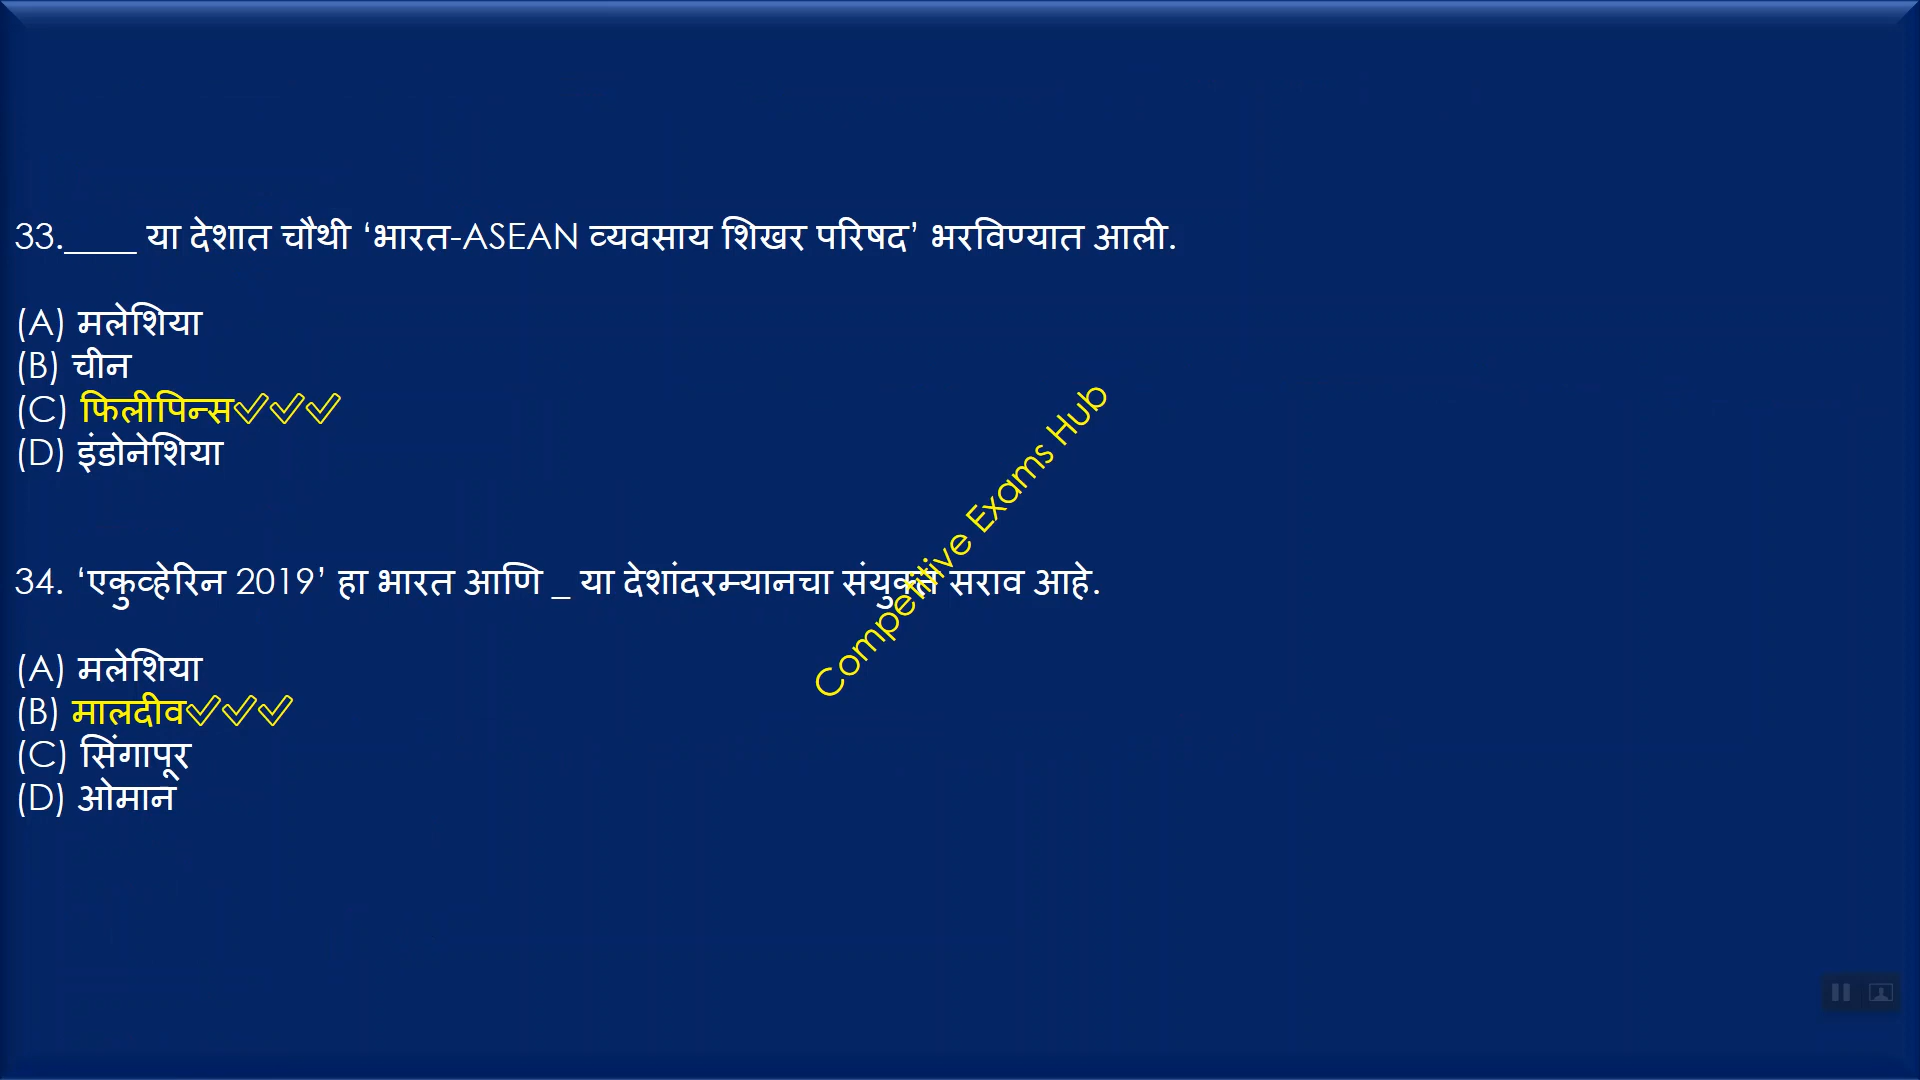 33.____ या देशात चौथी ‘भारत-ASEAN व्यवसाय शिखर परिषद’ भरविण्यात आली.
(A) मलेशिया
(B) चीन
(C) फिलीपिन्स✓✓✓
(D) इंडोनेशिया
34. ‘एकुव्हेरिन 2019’ हा भारत आणि _ या देशांदरम्यानचा संयुक्त सराव आहे.
(A) मलेशिया
(B) मालदीव✓✓✓
(C) सिंगापूर
(D) ओमान
Competitive Exams Hub